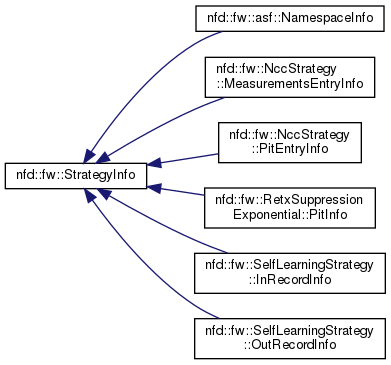 nfd::fw::asf::NamespaceInfo
nfd::fw::NccStrategy
::MeasurementsEntryInfo
nfd::fw::NccStrategy
::PitEntryInfo
nfd::fw::StrategyInfo
nfd::fw::RetxSuppression
Exponential::PitInfo
nfd::fw::SelfLearningStrategy
::InRecordInfo
nfd::fw::SelfLearningStrategy
::OutRecordInfo